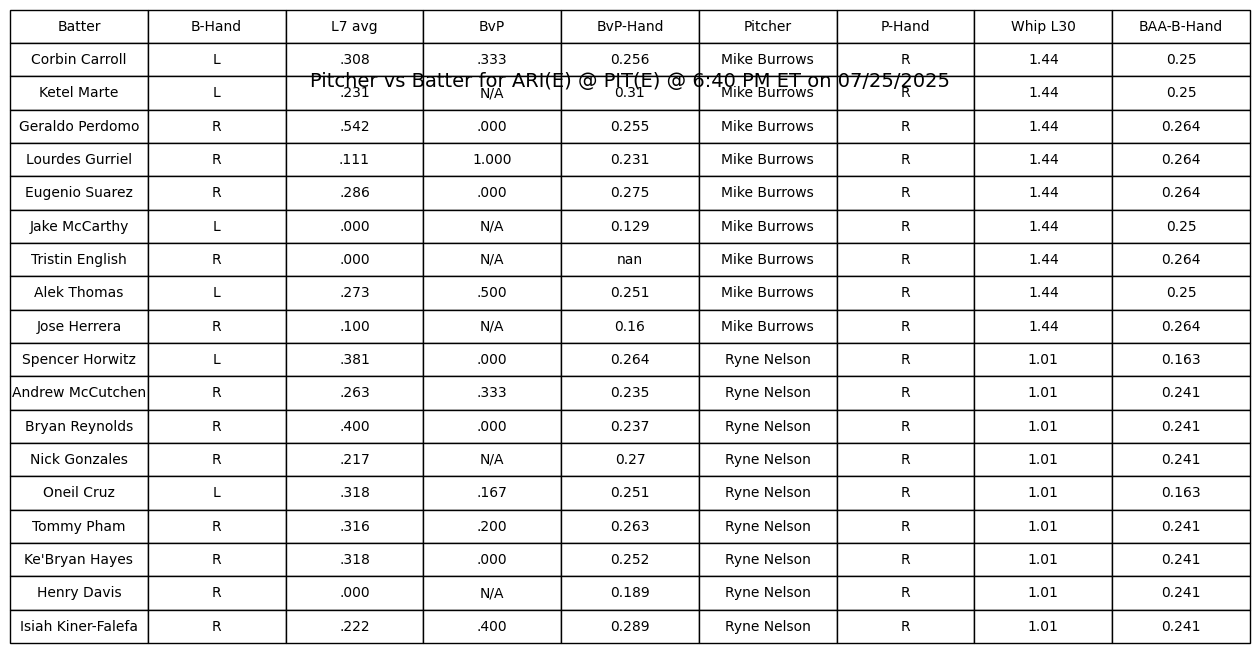 Batter B-Hand L7 avg BvP BvP-Hand Pitcher P-Hand Whip L30 BAA-B-Hand
Corbin Carroll L .308 .333 0.256 Mike Burrows R 1.44 0.25
Pitcher vs Batter for ARI(E) @ PIT(E) @ 6:40 PM ET on 07/25/2025
Ketel Marte L .231 N/A 0.31 Mike Burrows R 1.44 0.25
Geraldo Perdomo R .542 .000 0.255 Mike Burrows R 1.44 0.264
Lourdes Gurriel R .111 1.000 0.231 Mike Burrows R 1.44 0.264
Eugenio Suarez R .286 .000 0.275 Mike Burrows R 1.44 0.264
Jake McCarthy L .000 N/A 0.129 Mike Burrows R 1.44 0.25
Tristin English R .000 N/A nan Mike Burrows R 1.44 0.264
Alek Thomas L .273 .500 0.251 Mike Burrows R 1.44 0.25
Jose Herrera R .100 N/A 0.16 Mike Burrows R 1.44 0.264
Spencer Horwitz L .381 .000 0.264 Ryne Nelson R 1.01 0.163
Andrew McCutchen R .263 .333 0.235 Ryne Nelson R 1.01 0.241
Bryan Reynolds R .400 .000 0.237 Ryne Nelson R 1.01 0.241
Nick Gonzales R .217 N/A 0.27 Ryne Nelson R 1.01 0.241
Oneil Cruz L .318 .167 0.251 Ryne Nelson R 1.01 0.163
Tommy Pham R .316 .200 0.263 Ryne Nelson R 1.01 0.241
Ke'Bryan Hayes R .318 .000 0.252 Ryne Nelson R 1.01 0.241
Henry Davis R .000 N/A 0.189 Ryne Nelson R 1.01 0.241
Isiah Kiner-Falefa R .222 .400 0.289 Ryne Nelson R 1.01 0.241